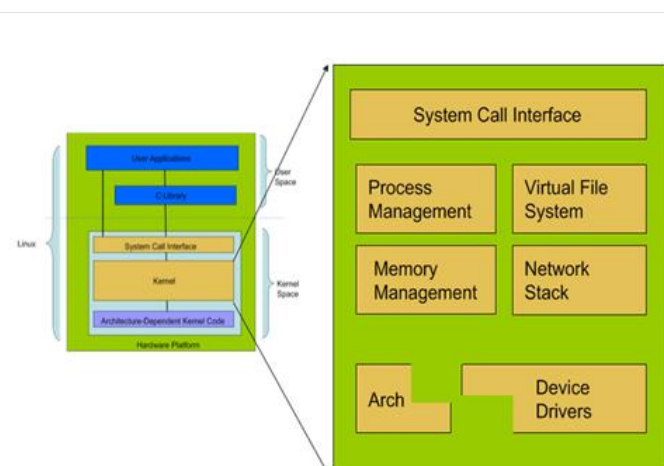 User Applications
C-Library
User
Space
Linux
System Call Interface
Kernel
Kernel
Space
Architecture-Dependent Kernel Code
Hardware Platform
System Call Interface
Process
Management
Virtual File
System
Memory
Management
Network
Stack
Arch
Device
Drivers